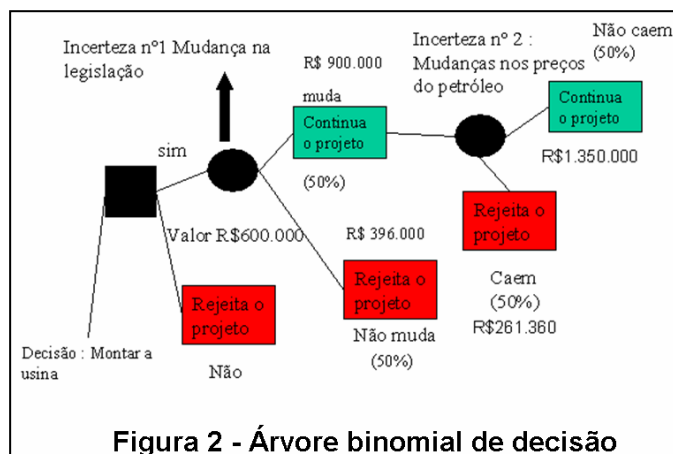 Incerteza nº1 Mudança na
legislação
R$ 900.000
muda
Incerteza nº 2 :
Mudanças nos preços
do petróleo
Não caem
(50%)
Continua
o projeto
R$1.350.000
sim
Continua
o projeto
(50%)
Valor R$600.000
R$ 396.000
Rejeita o
projeto
Caem
(50%)
R$261.360
Rejeita o
projeto
Não
Rejeita o
projeto
Não muda
(50%)
Decisão : Montar a
usina
Figura 2 - Árvore binomial de decisão